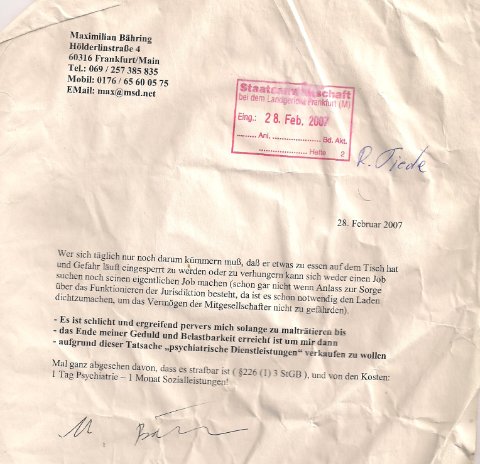 Maximilian Bähring
Hölderlinstraße 4
60316 Frankfurt/Main
Tel.: 069 / 257 385 835
Mobil: 0176 / 65 60 05 75
EMail: max@msd.net
Staatsanwaltschaft
bei dem Landgericht Frankfurt (M)
Eing.: 28. Feb. 2007
......... Anl. ..................... Bd. Akt.
..................... Hefte 2
R. Tiede
28. Februar 2007
Wer sich täglich nur noch darum kümmern muß, daß er etwas zu essen auf dem Tisch hat
und Gefahr läuft eingesperrt zu werden oder zu verhungern kann sich weder einen Job
suchen noch seinen eigentlichen Job machen (schon gar nicht wenn Anlass zur Sorge
über das Funktionieren der Jurisdiktion besteht, da ist es schon notwendig den Laden
dichtzumachen, um das Vermögen der Mitgesellschafter nicht zu gefährden).
- Es ist schlicht und ergreifend pervers mich solange zu malträtieren bis
- das Ende meiner Geduld und Belastbarkeit erreicht ist um mir dann
- aufgrund dieser Tatsache „psychiatrische Dienstleistungen“ verkaufen zu wollen
Mal ganz abgesehen davon, dass es strafbar ist ( §226 (1) 3 StGB ), und von den Kosten:
1 Tag Psychiatrie – 1 Monat Sozialleistungen!
M. Bäh